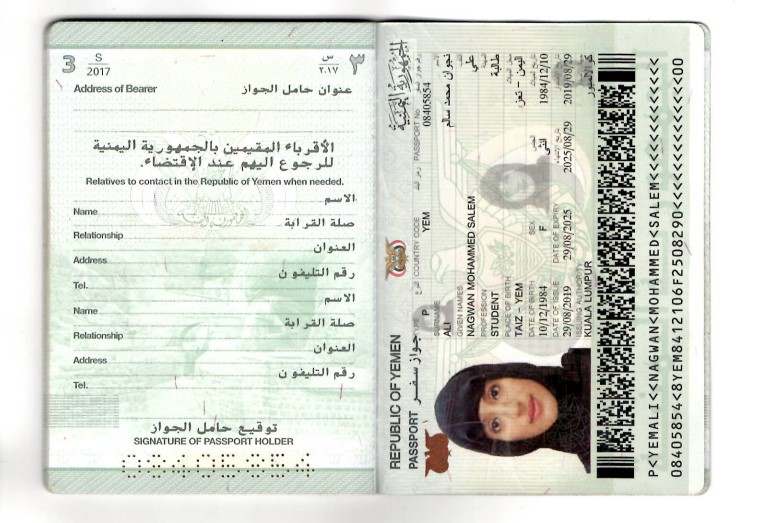 3 S 2017
س ٢٠١٧ ٣
Address of Bearer عنوان حامل الجواز
الأقرباء المقيمين بالجمهورية اليمنية
للرجوع اليهم عند الإقتضاء.
Relatives to contact in the Republic of Yemen when needed.
Name الاسم
Relationship صلة القرابة
Address العنوان
Tel. رقم التليفون
Name الاسم
Relationship صلة القرابة
Address العنوان
Tel. رقم التليفون
توقيع حامل الجواز
SIGNATURE OF PASSPORT HOLDER
08405854
REPUBLIC OF YEMEN الجمهورية اليمنية
PASSPORT جواز سفر
P
COUNTRY CODE
YEM
PASSPORT No
08405854
SURNAME
ALI
علي
GIVEN NAMES
NAGWAN MOHAMMED SALEM
نجوان محمد سالم
PROFESSION
STUDENT
طالبة
PLACE OF BIRTH
TAIZ - YEM
اليمن - تعز
DATE OF BIRTH
10/12/1984
SEX
F
انثى
1984/12/10
DATE OF ISSUE
29/08/2019
2019/08/29
DATE OF EXPIRY
29/08/2025
2025/08/29
ISSUING AUTHORITY
KUALA LUMPUR
كوالالمبور
P<YEMALI<<NAGWAN<MOHAMMED<SALEM<<<<<<<<<<<<<
08405854<8YEM8412106F2508290<<<<<<<<<<<<<<00